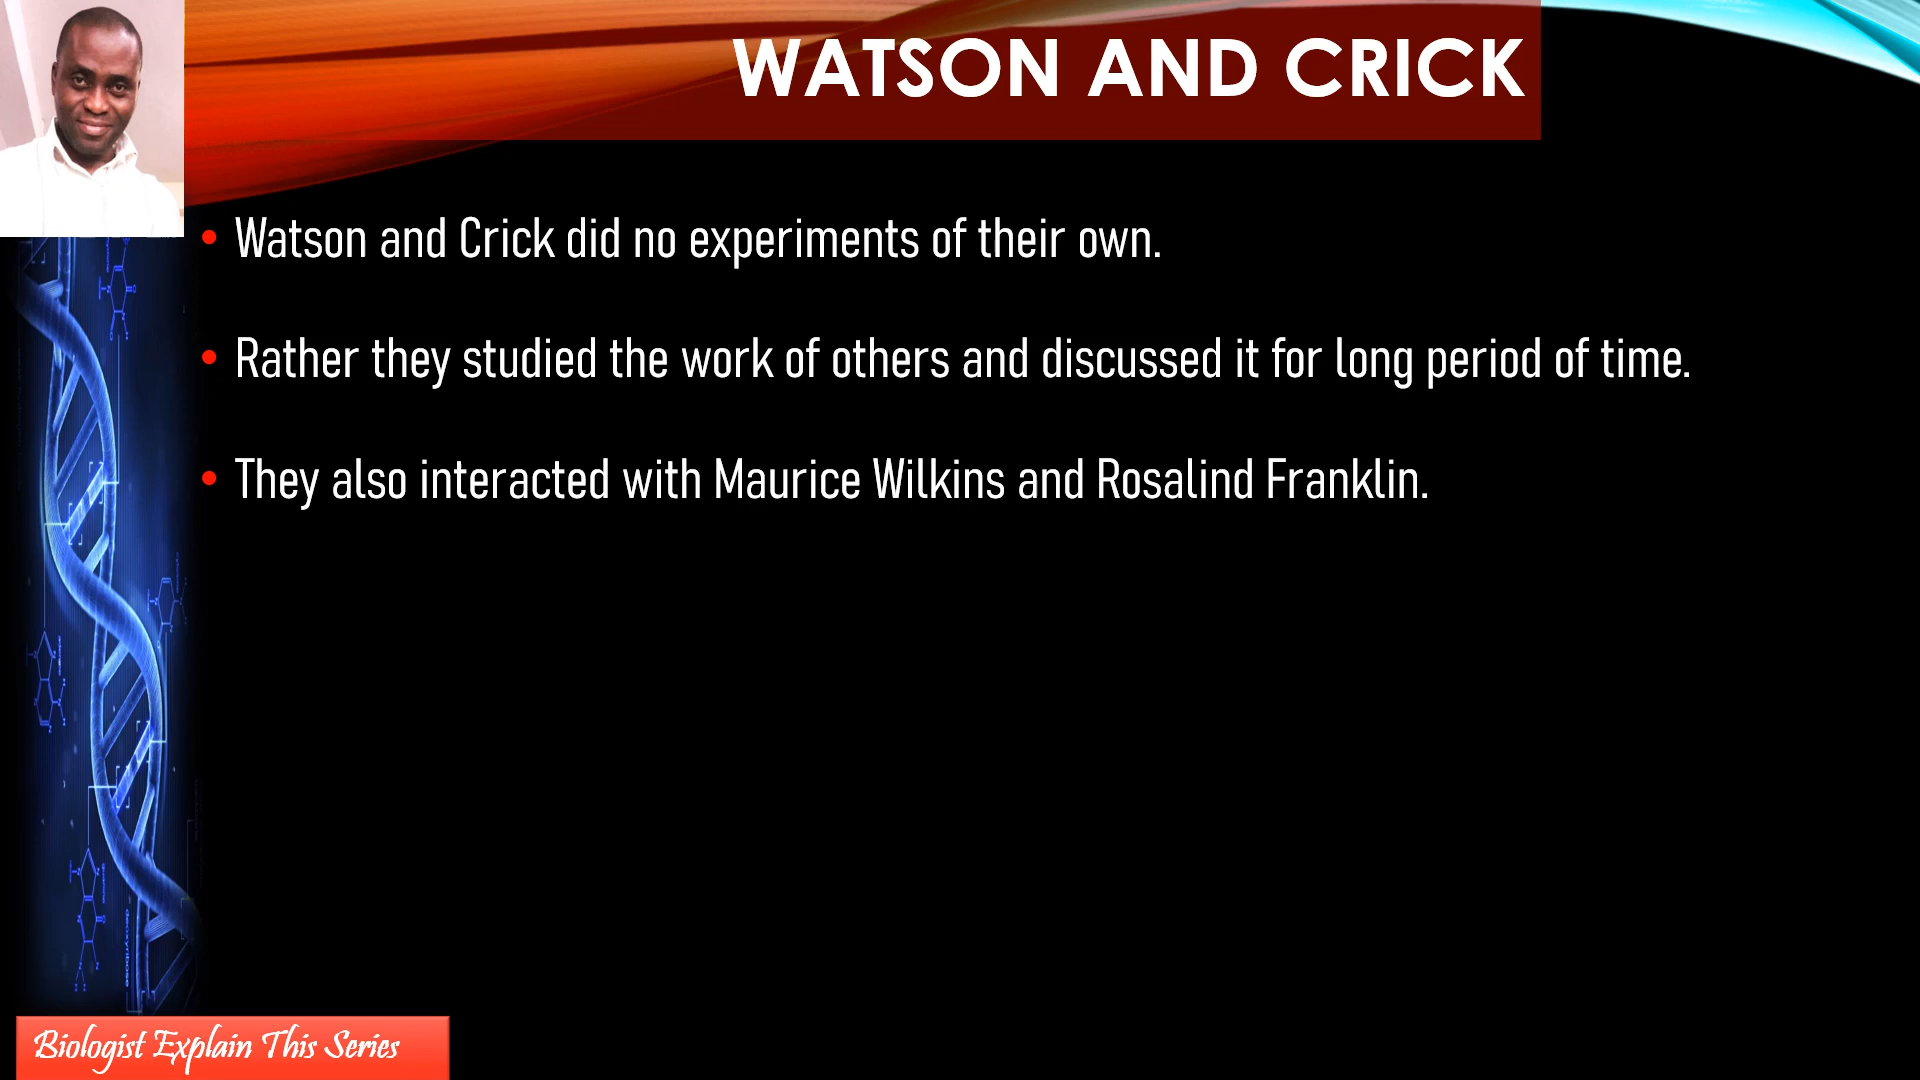 WATSON AND CRICK
• Watson and Crick did no experiments of their own.
• Rather they studied the work of others and discussed it for long period of time.
• They also interacted with Maurice Wilkins and Rosalind Franklin.
deoxyribose
Biologist Explain This Series